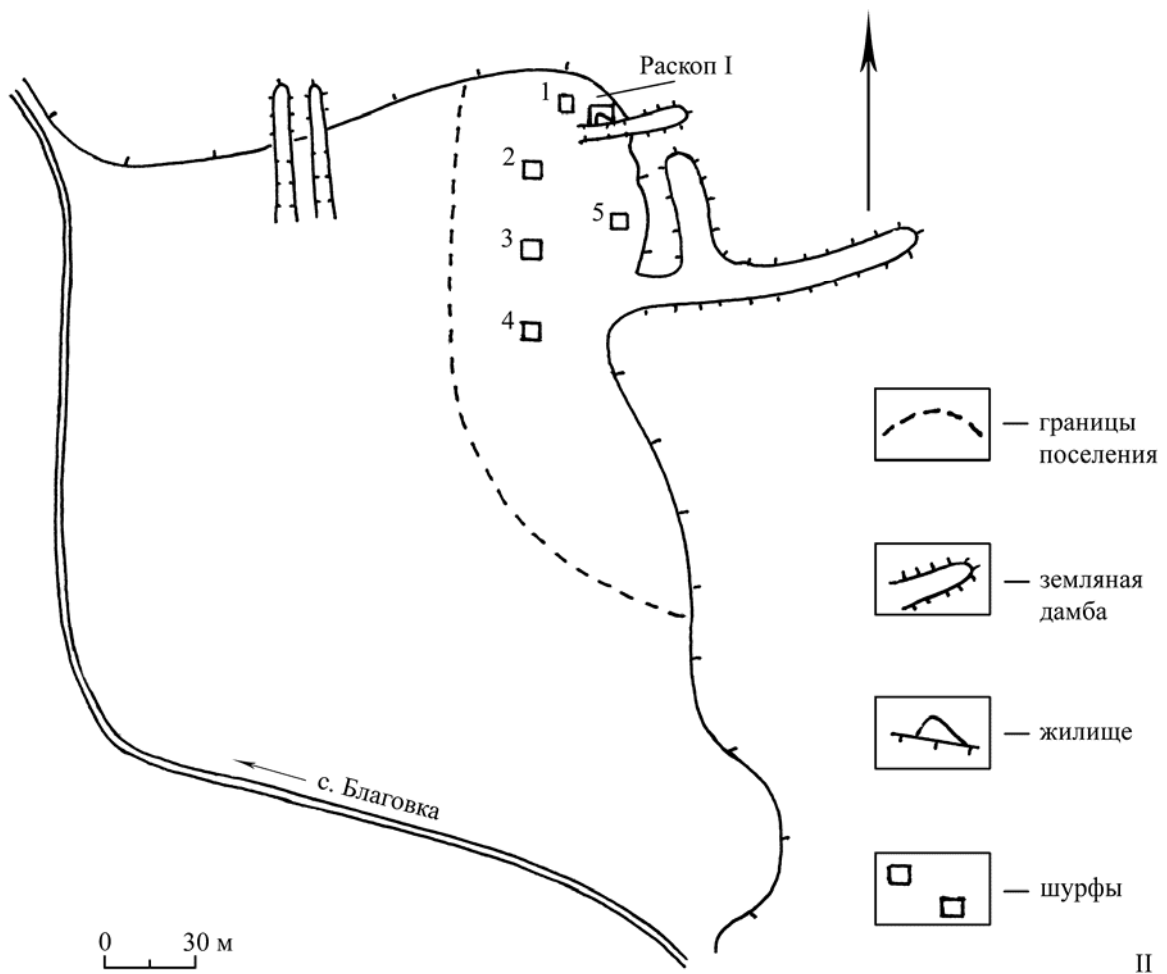 Раскоп I
1
2
5
3
4
границы
поселения
земляная
дамба
жилище
с. Благовка
шурфы
0 30 м
II